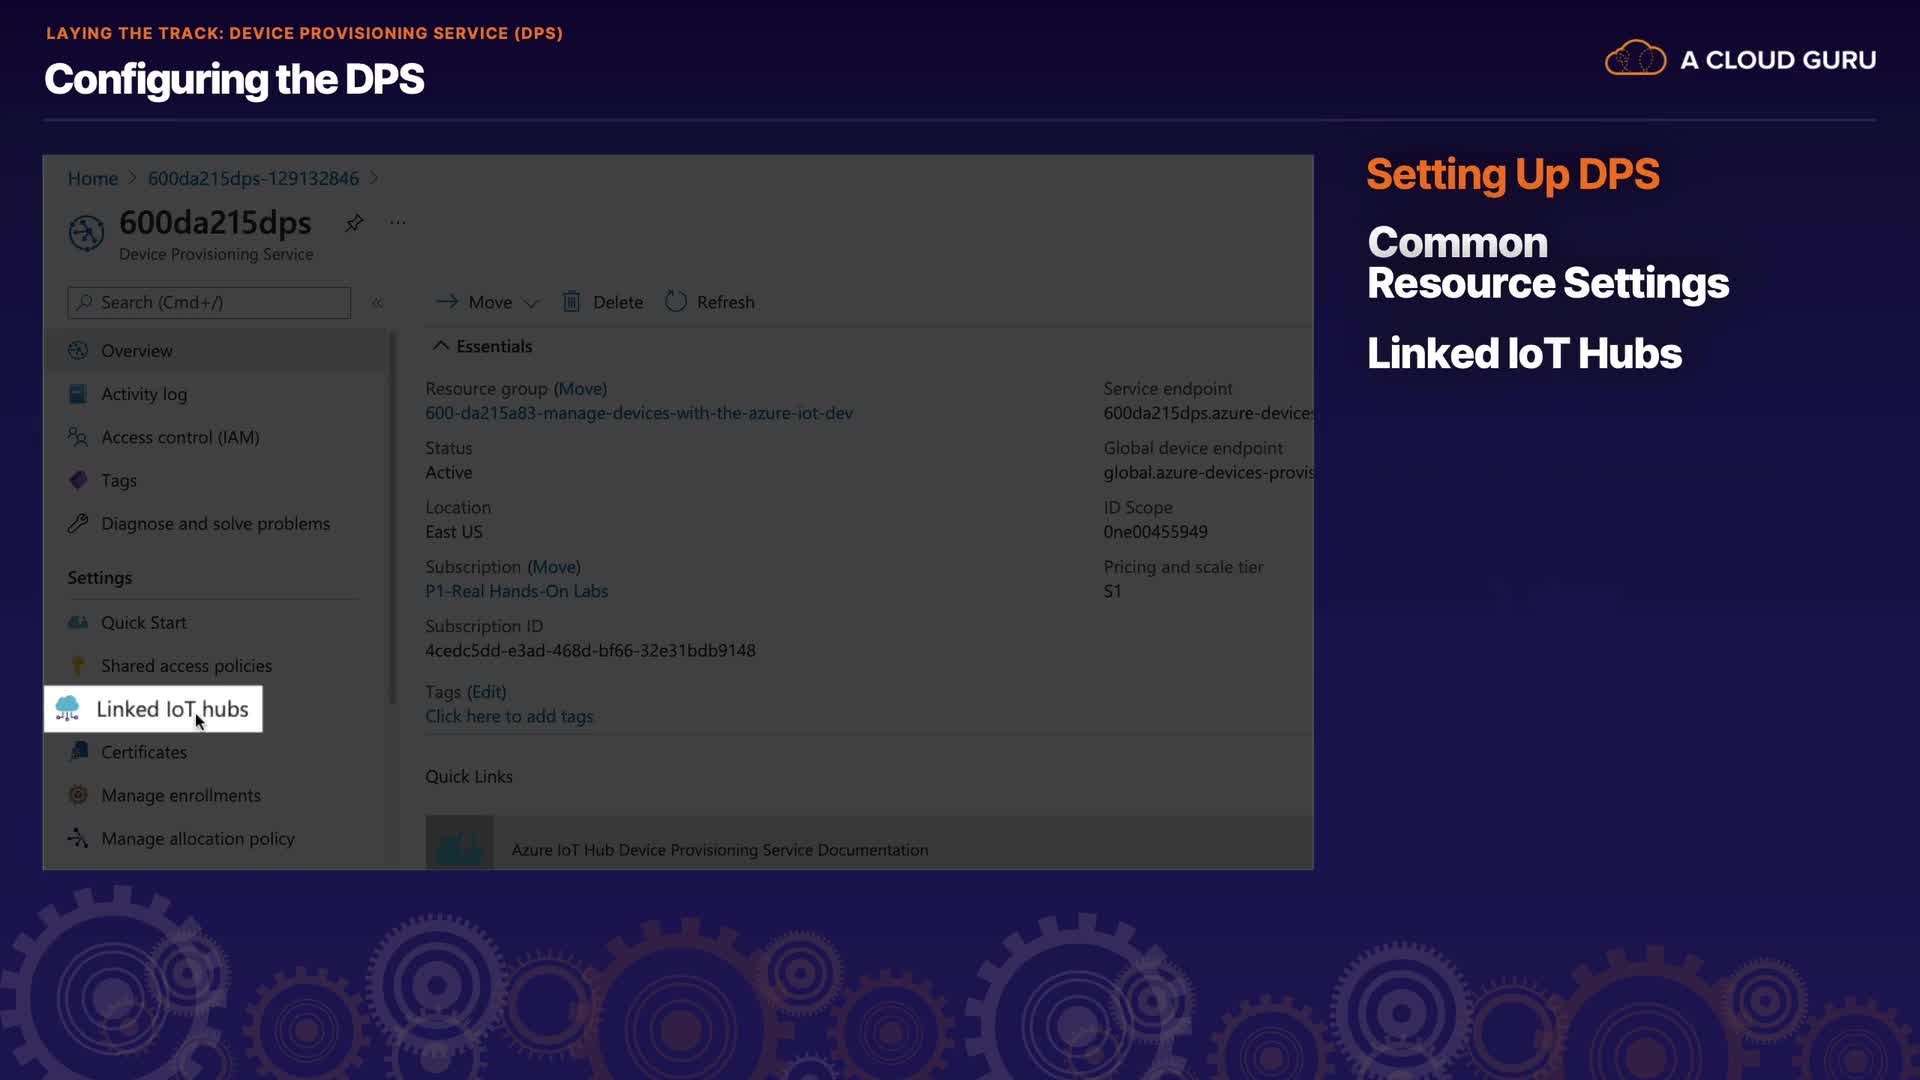 LAYING THE TRACK: DEVICE PROVISIONING SERVICE (DPS)
Configuring the DPS
A CLOUD GURU
Home > 600da215dps-129132846 >
600da215dps
...
Device Provisioning Service
Search (Cmd+/)
«
Move
Delete
Refresh
Overview
Activity log
Access control (IAM)
Tags
Diagnose and solve problems
Settings
Quick Start
Shared access policies
Linked IoT hubs
Certificates
Manage enrollments
Manage allocation policy
Essentials
Resource group (Move)
600-da215a83-manage-devices-with-the-azure-iot-dev
Status
Active
Location
East US
Subscription (Move)
P1-Real Hands-On Labs
Subscription ID
4cedc5dd-e3ad-468d-bf66-32e31bdb9148
Tags (Edit)
Click here to add tags
Service endpoint
600da215dps.azure-devices
Global device endpoint
global.azure-devices-provis
ID Scope
0ne00455949
Pricing and scale tier
S1
Quick Links
Azure IoT Hub Device Provisioning Service Documentation
Setting Up DPS
Common
Resource Settings
Linked IoT Hubs